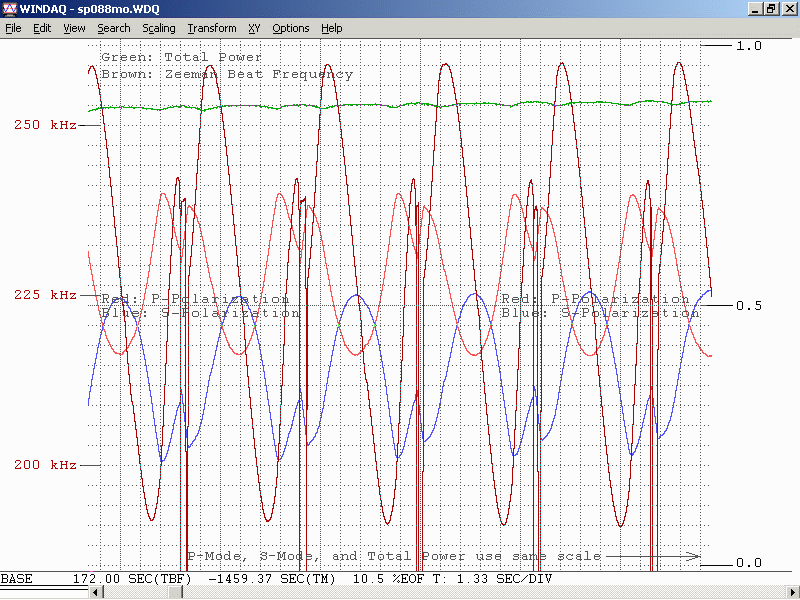 WINDAQ - sp088mo.WDQ
File Edit View Search Scaling Transform XY Options Help
1.0
Green: Total Power
Brown: Zeeman Beat Frequency
250 kHz
225 kHz
Red: P-Polarization
Red: P-Polarization
0.5
Blue: S-Polarization
Blue: S-Polarization
200 kHz
P-Mode, S-Mode, and Total Power use same scale
0.0
BASE 172.00 SEC(TBF) -1459.37 SEC(TM) 10.5 %EOF T: 1.33 SEC/DIV